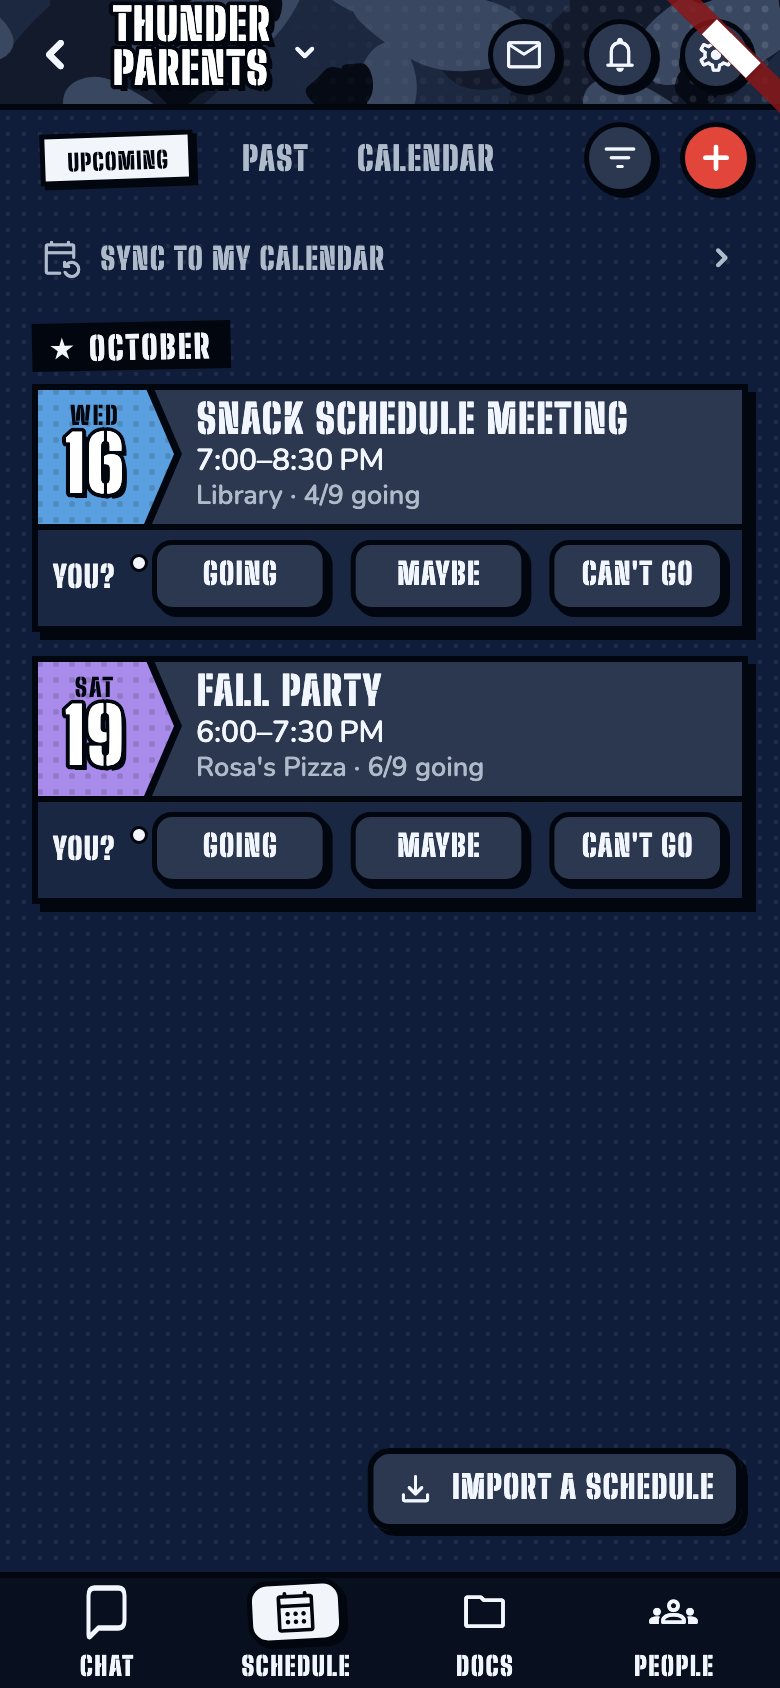 THUNDER
PARENTS
UPCOMING
PAST
CALENDAR
SYNC TO MY CALENDAR
★ OCTOBER
WED
16
SNACK SCHEDULE MEETING
7:00–8:30 PM
Library · 4/9 going
YOU?
GOING
MAYBE
CAN'T GO
SAT
19
FALL PARTY
6:00–7:30 PM
Rosa's Pizza · 6/9 going
YOU?
GOING
MAYBE
CAN'T GO
IMPORT A SCHEDULE
CHAT
SCHEDULE
DOCS
PEOPLE